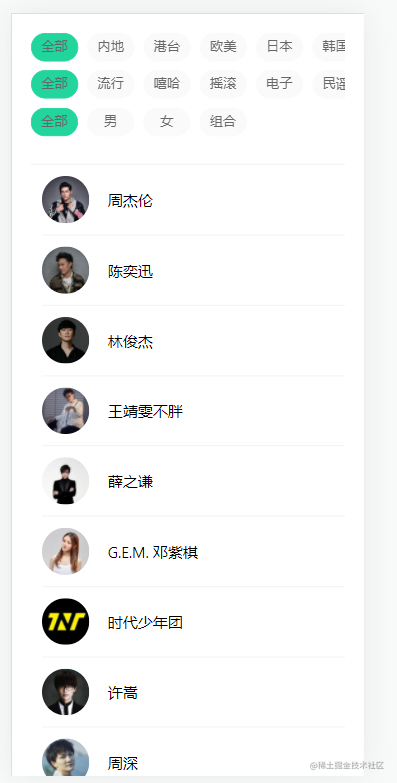 全部 内地 港台 欧美 日本 韩国
全部 流行 嘻哈 摇滚 电子 民谣
全部 男 女 组合
周杰伦
陈奕迅
林俊杰
王靖雯不胖
薛之谦
G.E.M. 邓紫棋
时代少年团
许嵩
周深
@稀土掘金技术社区